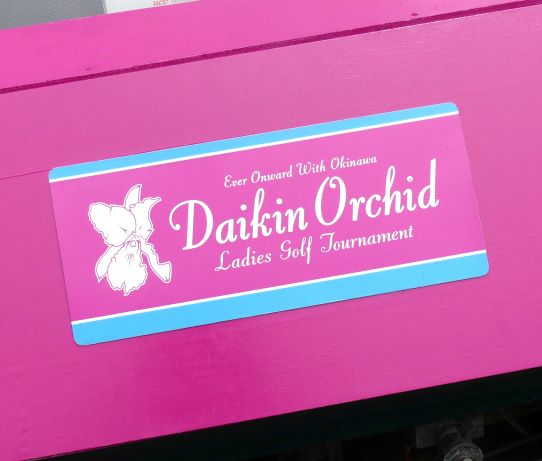 Ever Onward With Okinawa
Daikin Orchid
Ladies Golf Tournament